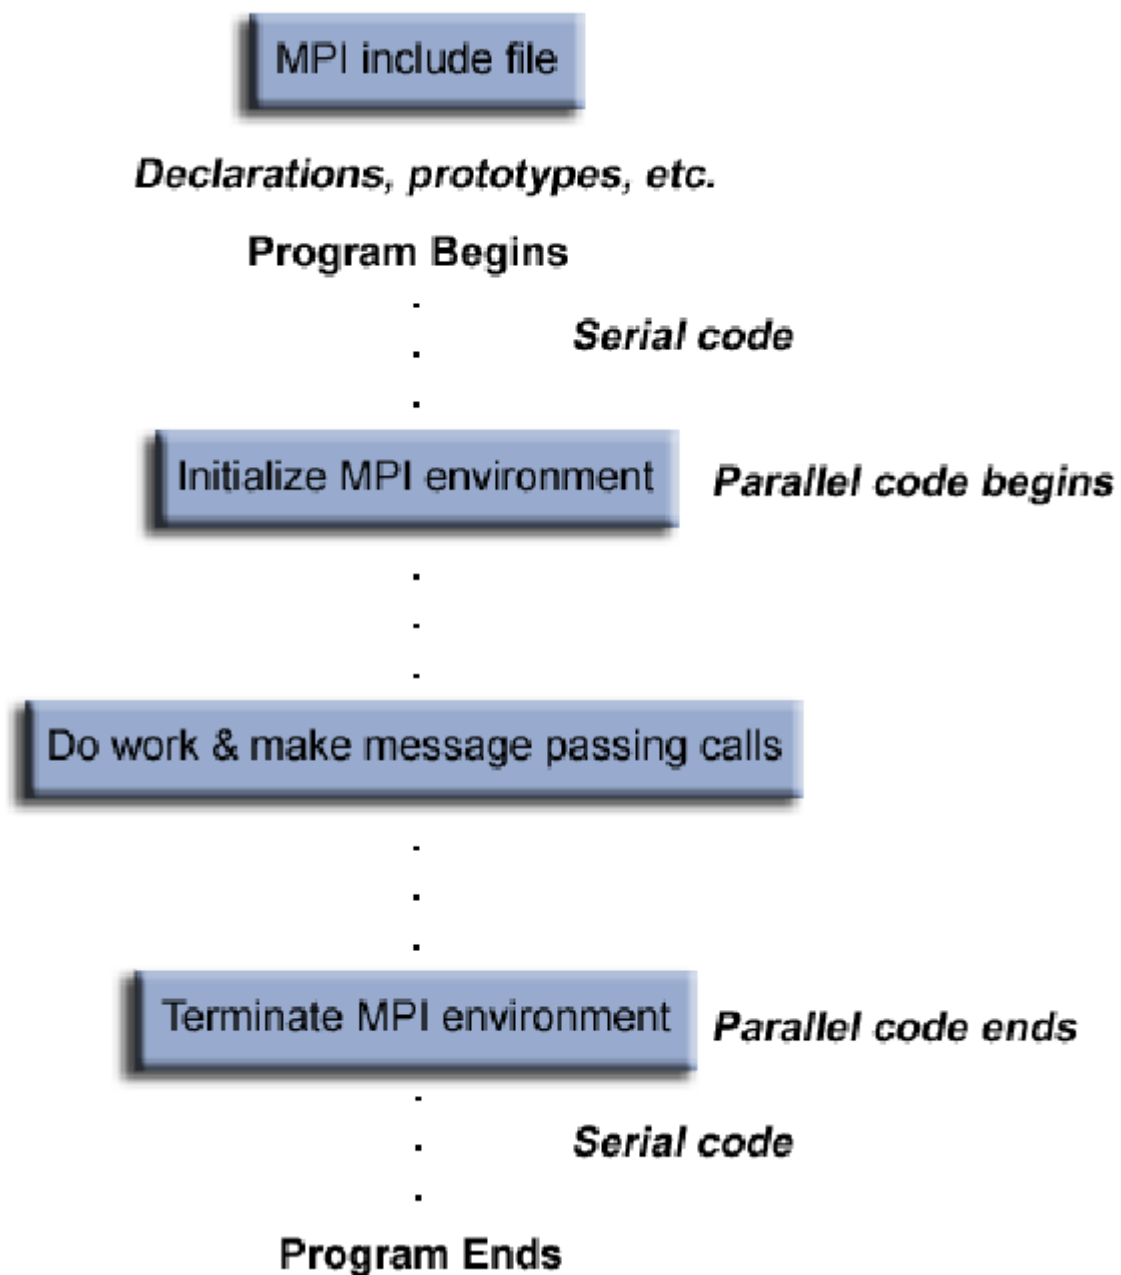 MPI include file
Declarations, prototypes, etc.
Program Begins
Serial code
Initialize MPI environment
Parallel code begins
Do work & make message passing calls
Terminate MPI environment
Parallel code ends
Serial code
Program Ends